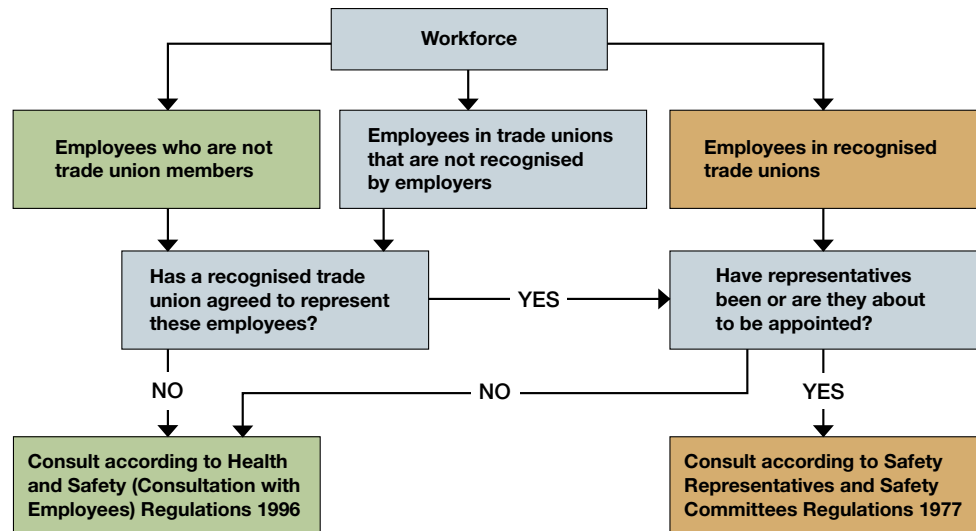 Workforce
Employees who are not
trade union members
Employees in trade unions
that are not recognised
by employers
Employees in recognised
trade unions
Has a recognised trade
union agreed to represent
these employees?
YES
Have representatives
been or are they about
to be appointed?
NO
NO
YES
Consult according to Health
and Safety (Consultation with
Employees) Regulations 1996
Consult according to Safety
Representatives and Safety
Committees Regulations 1977